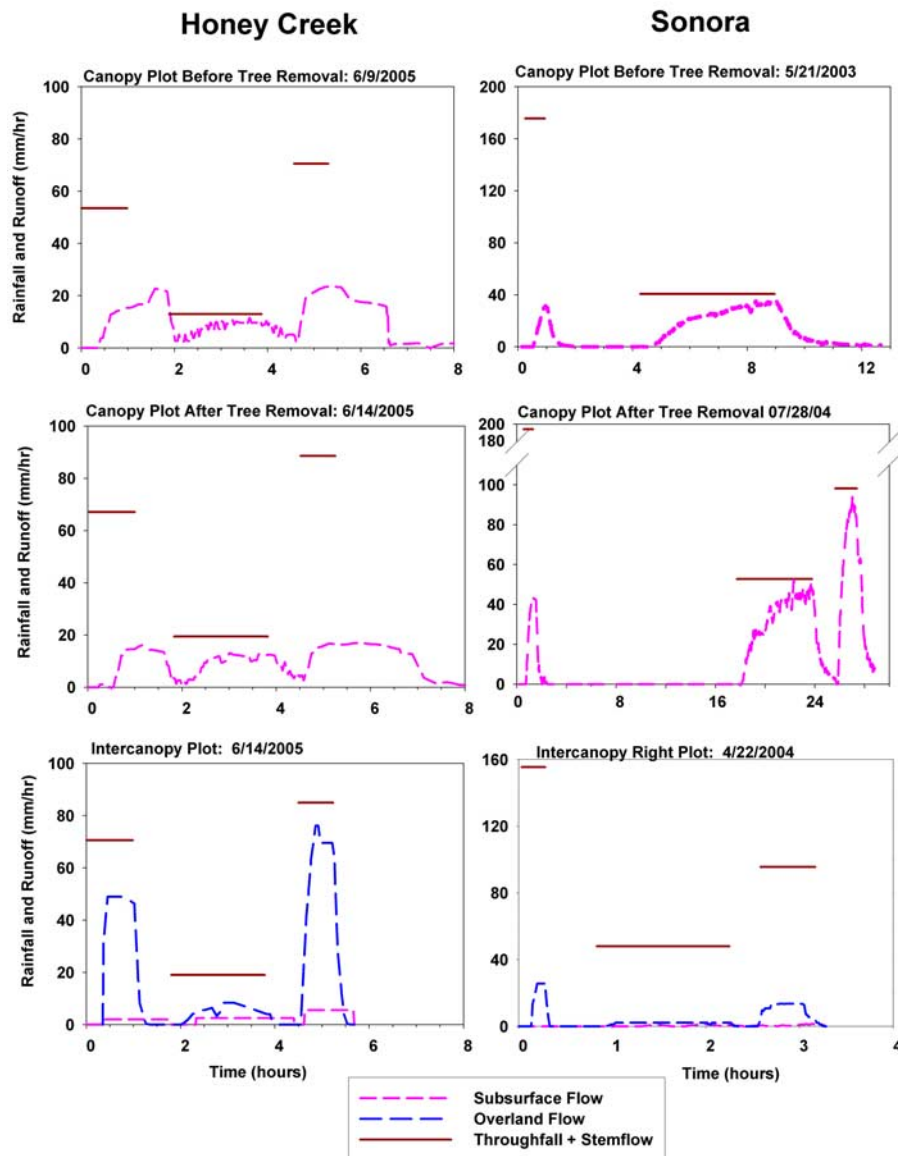 Honey Creek
Sonora
Canopy Plot Before Tree Removal: 6/9/2005
100
80
60
40
20
0
0 2 4 6 8
Rainfall and Runoff (mm/hr)
Canopy Plot Before Tree Removal: 5/21/2003
200
160
120
80
40
0
0 4 8 12
Canopy Plot After Tree Removal: 6/14/2005
100
80
60
40
20
0
0 2 4 6 8
Rainfall and Runoff (mm/hr)
Canopy Plot After Tree Removal 07/28/04
200
180
100
80
60
40
20
0
0 4 8 12 16 24
Intercanopy Plot: 6/14/2005
100
80
60
40
20
0
0 2 4 6 8
Rainfall and Runoff (mm/hr)
Time (hours)
Intercanopy Right Plot: 4/22/2004
160
120
80
40
0
0 1 2 3 4
Time (hours)
Subsurface Flow
Overland Flow
Throughfall + Stemflow